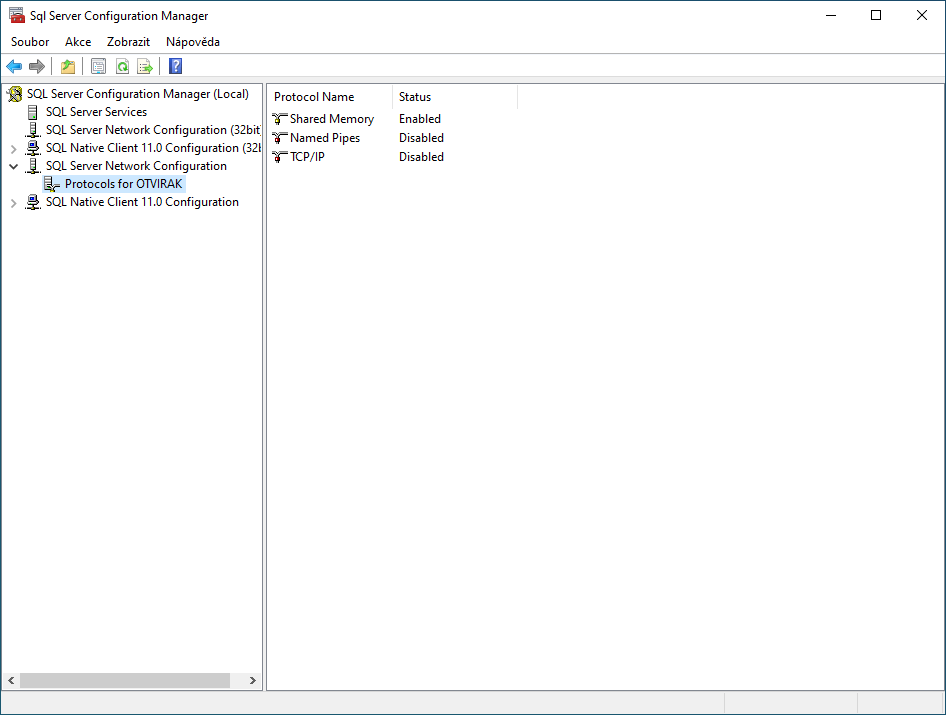 Sql Server Configuration Manager
Soubor Akce Zobrazit Nápověda
SQL Server Configuration Manager (Local)
SQL Server Services
SQL Server Network Configuration (32bit
SQL Native Client 11.0 Configuration (32b
SQL Server Network Configuration
Protocols for OTVIRAK
SQL Native Client 11.0 Configuration
Protocol Name Status
Shared Memory Enabled
Named Pipes Disabled
TCP/IP Disabled